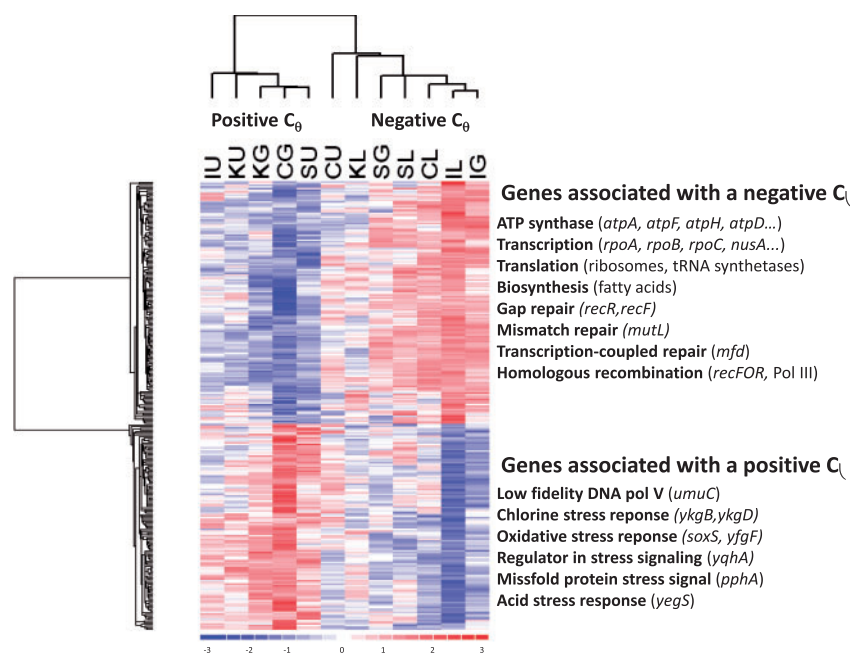 Positive Cθ Negative Cθ
IU KU KG CG SU CU KL SG SL CL IL IG
Genes associated with a negative C
ATP synthase (atpA, atpF, atpH, atpD...)
Transcription (rpoA, rpoB, rpoC, nusA...)
Translation (ribosomes, tRNA synthetases)
Biosynthesis (fatty acids)
Gap repair (recR,recF)
Mismatch repair (mutL)
Transcription-coupled repair (mfd)
Homologous recombination (recFOR, Pol III)
Genes associated with a positive C
Low fidelity DNA pol V (umuC)
Chlorine stress reponse (ykgB,ykgD)
Oxidative stress reponse (soxS, yfgF)
Regulator in stress signaling (yqhA)
Missfold protein stress signal (pphA)
Acid stress response (yegS)
-3 -2 -1 0 1 2 3